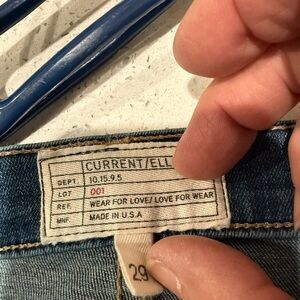 CURRENT/ELL
DEPT 10.15.9.5
LOT 001
REF. WEAR FOR LOVE/ LOVE FOR WEAR
MNF. MADE IN U.S.A
29